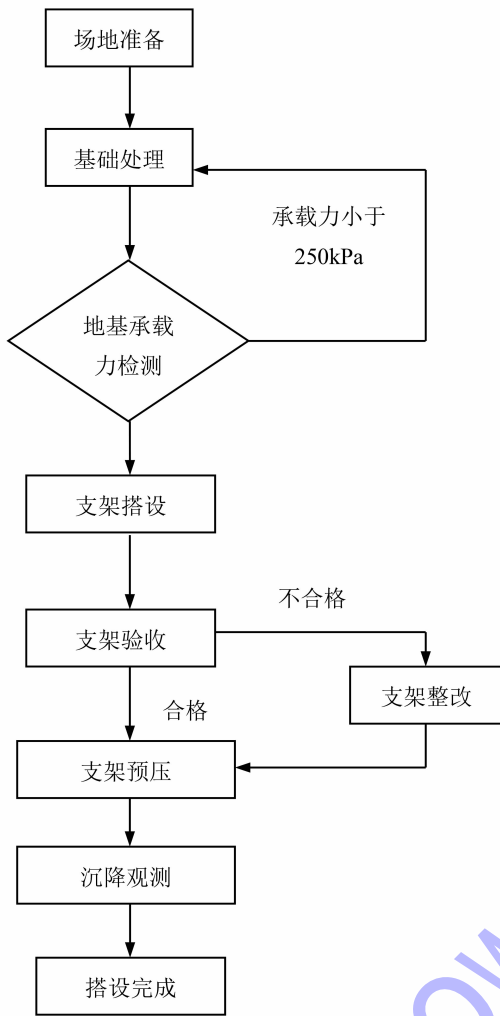 场地准备
基础处理
承载力小于
250kPa
地基承载
力检测
支架搭设
不合格
支架验收
支架整改
合格
支架预压
沉降观测
搭设完成